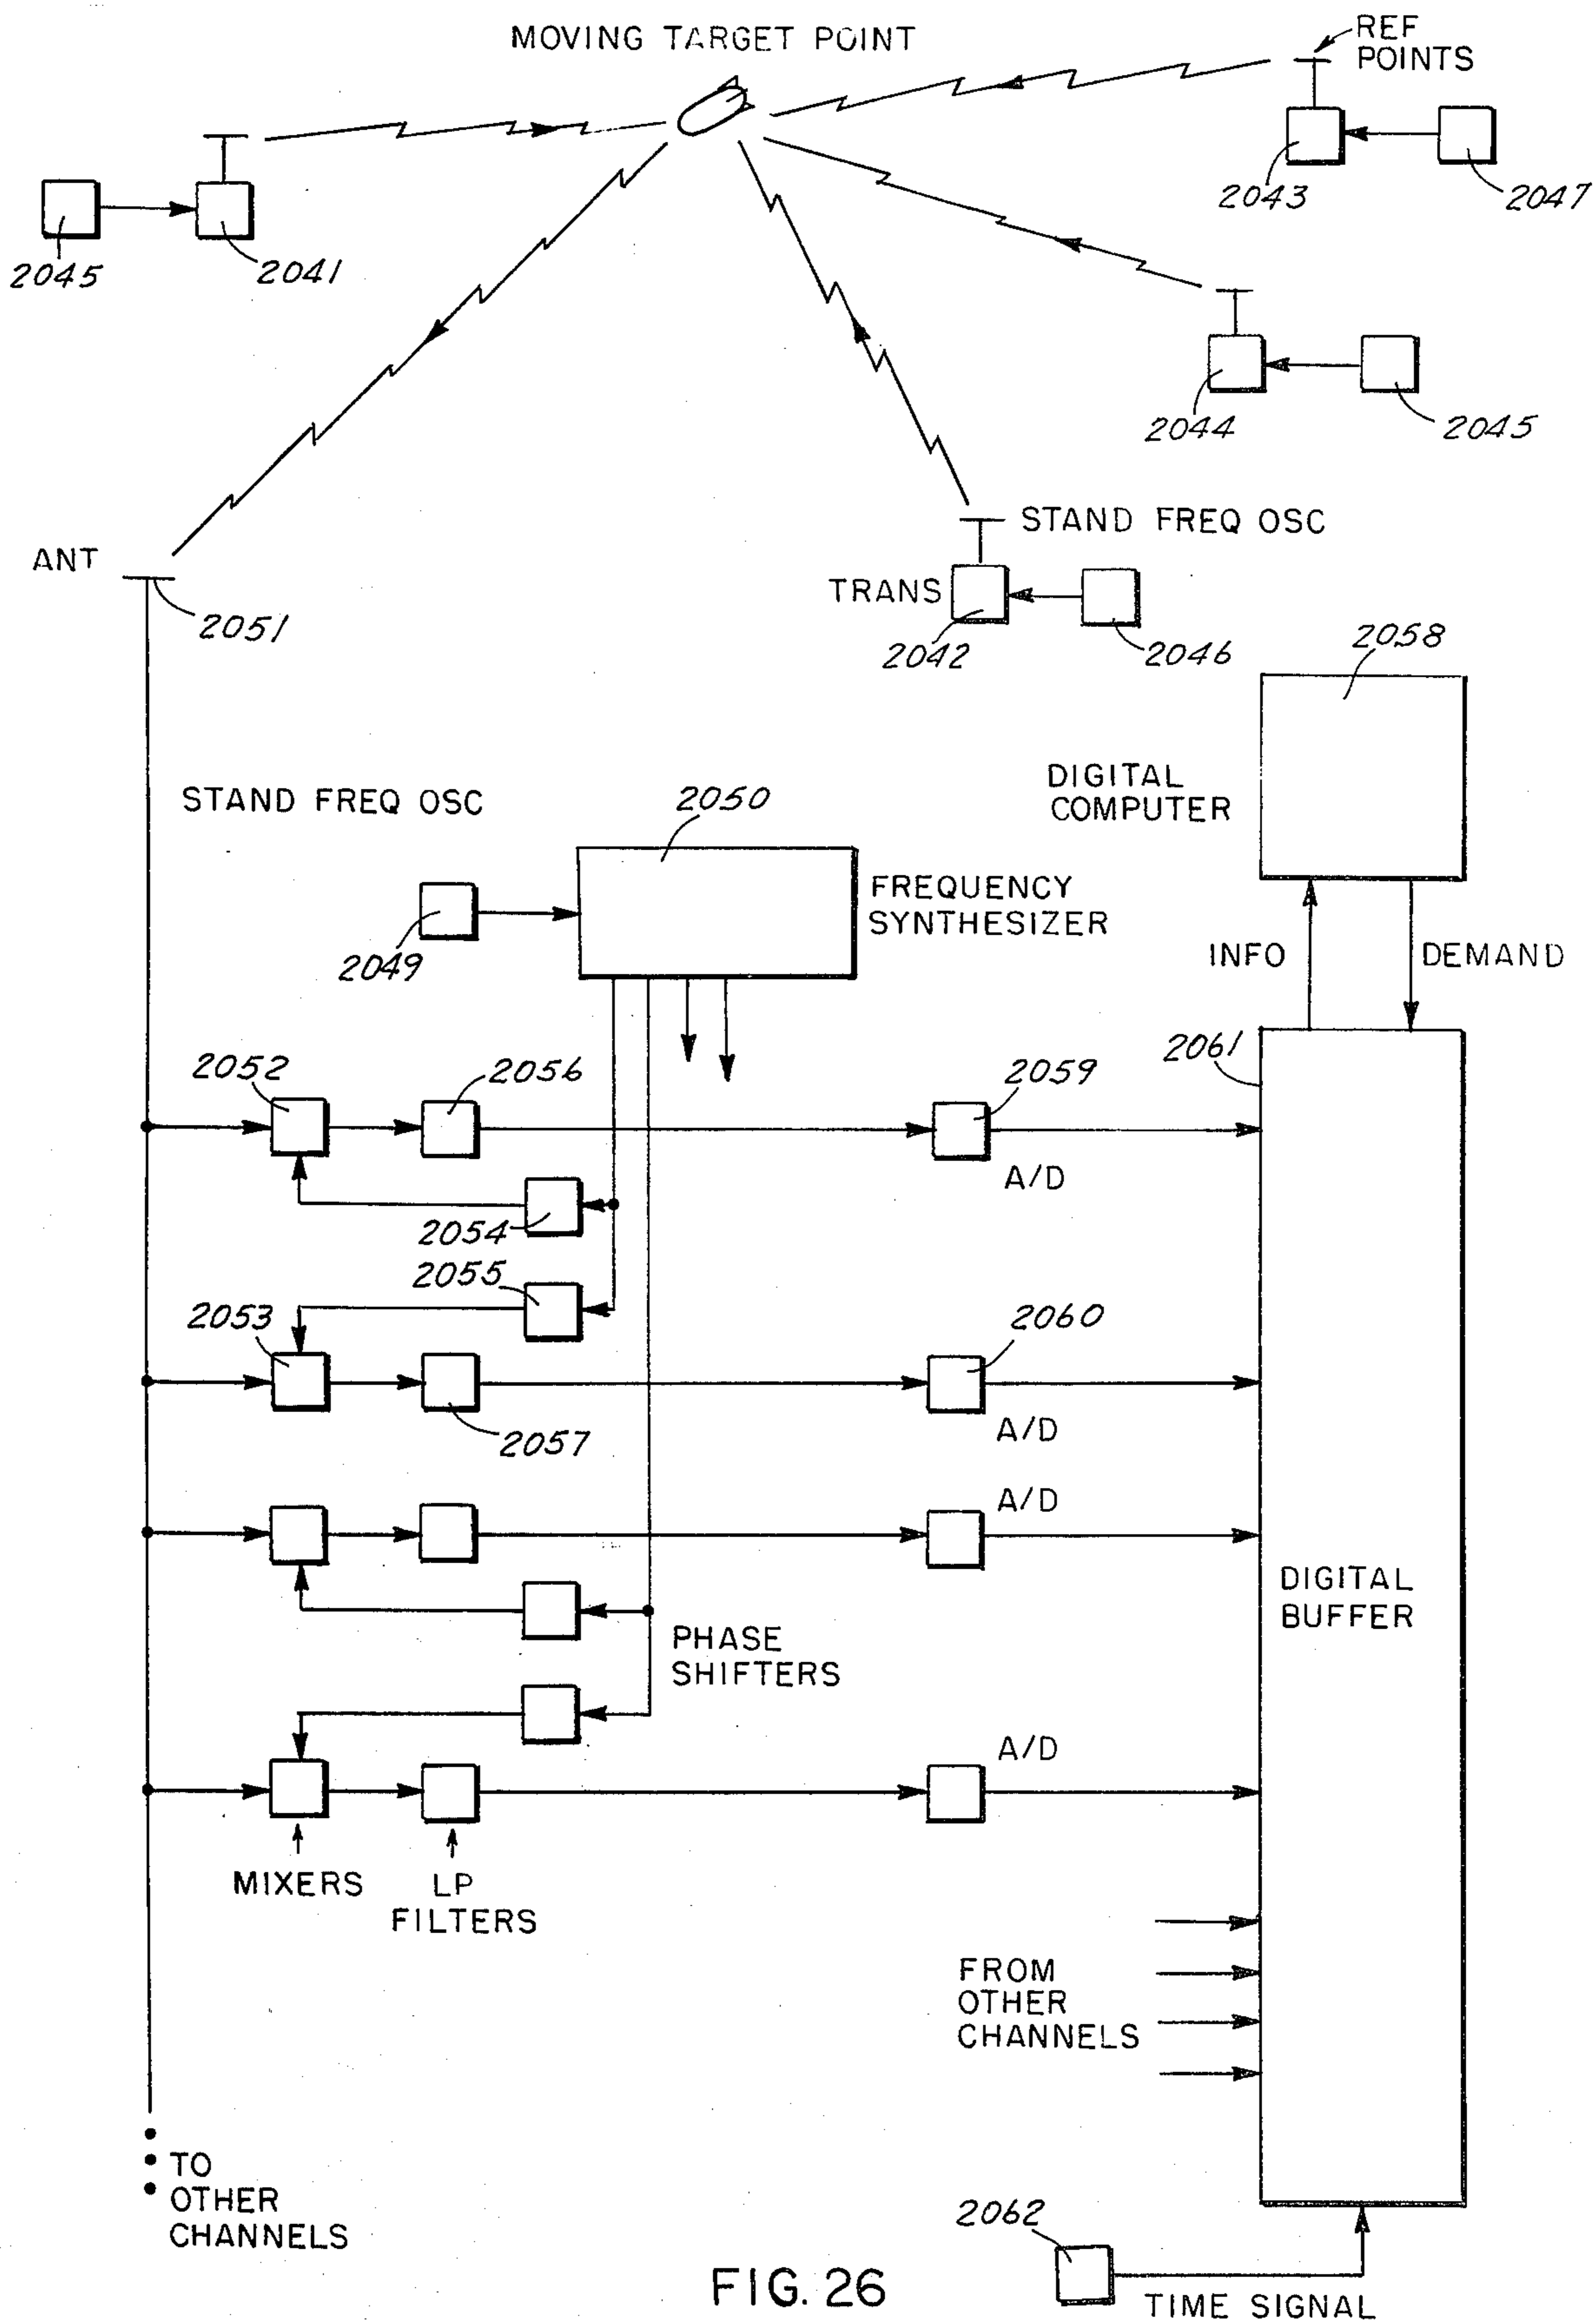 MOVING TARGET POINT
REF
POINTS
2045
2041
2043
2047
2044
2045
ANT
2051
STAND FREQ OSC
TRANS
2042
2046
2058
DIGITAL
COMPUTER
STAND FREQ OSC
2050
FREQUENCY
SYNTHESIZER
2049
INFO
DEMAND
2052
2056
2059
2061
A/D
2054
2055
2053
2060
2057
A/D
A/D
DIGITAL
BUFFER
PHASE
SHIFTERS
A/D
MIXERS
LP
FILTERS
FROM
OTHER
CHANNELS
TO
OTHER
CHANNELS
2062
TIME SIGNAL
FIG. 26